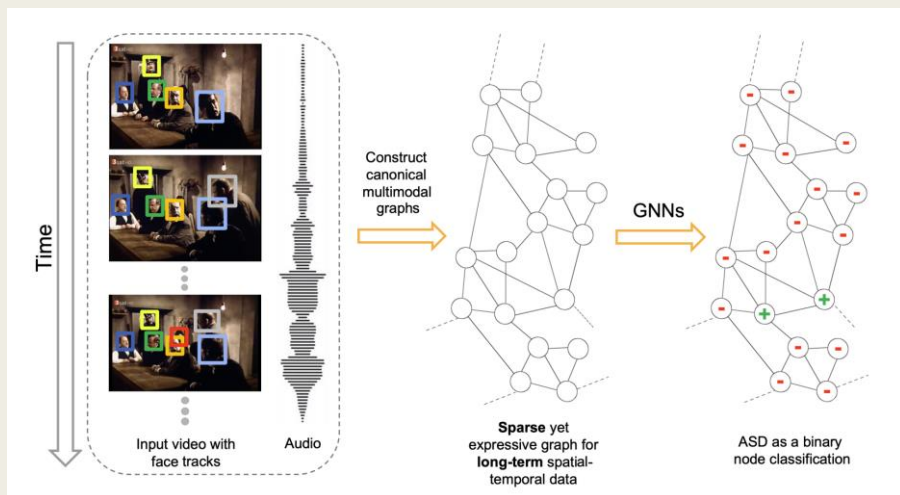 Time
Input video with
face tracks
Audio
Construct
canonical
multimodal
graphs
Sparse yet
expressive graph for
long-term spatial-
temporal data
GNNs
ASD as a binary
node classification